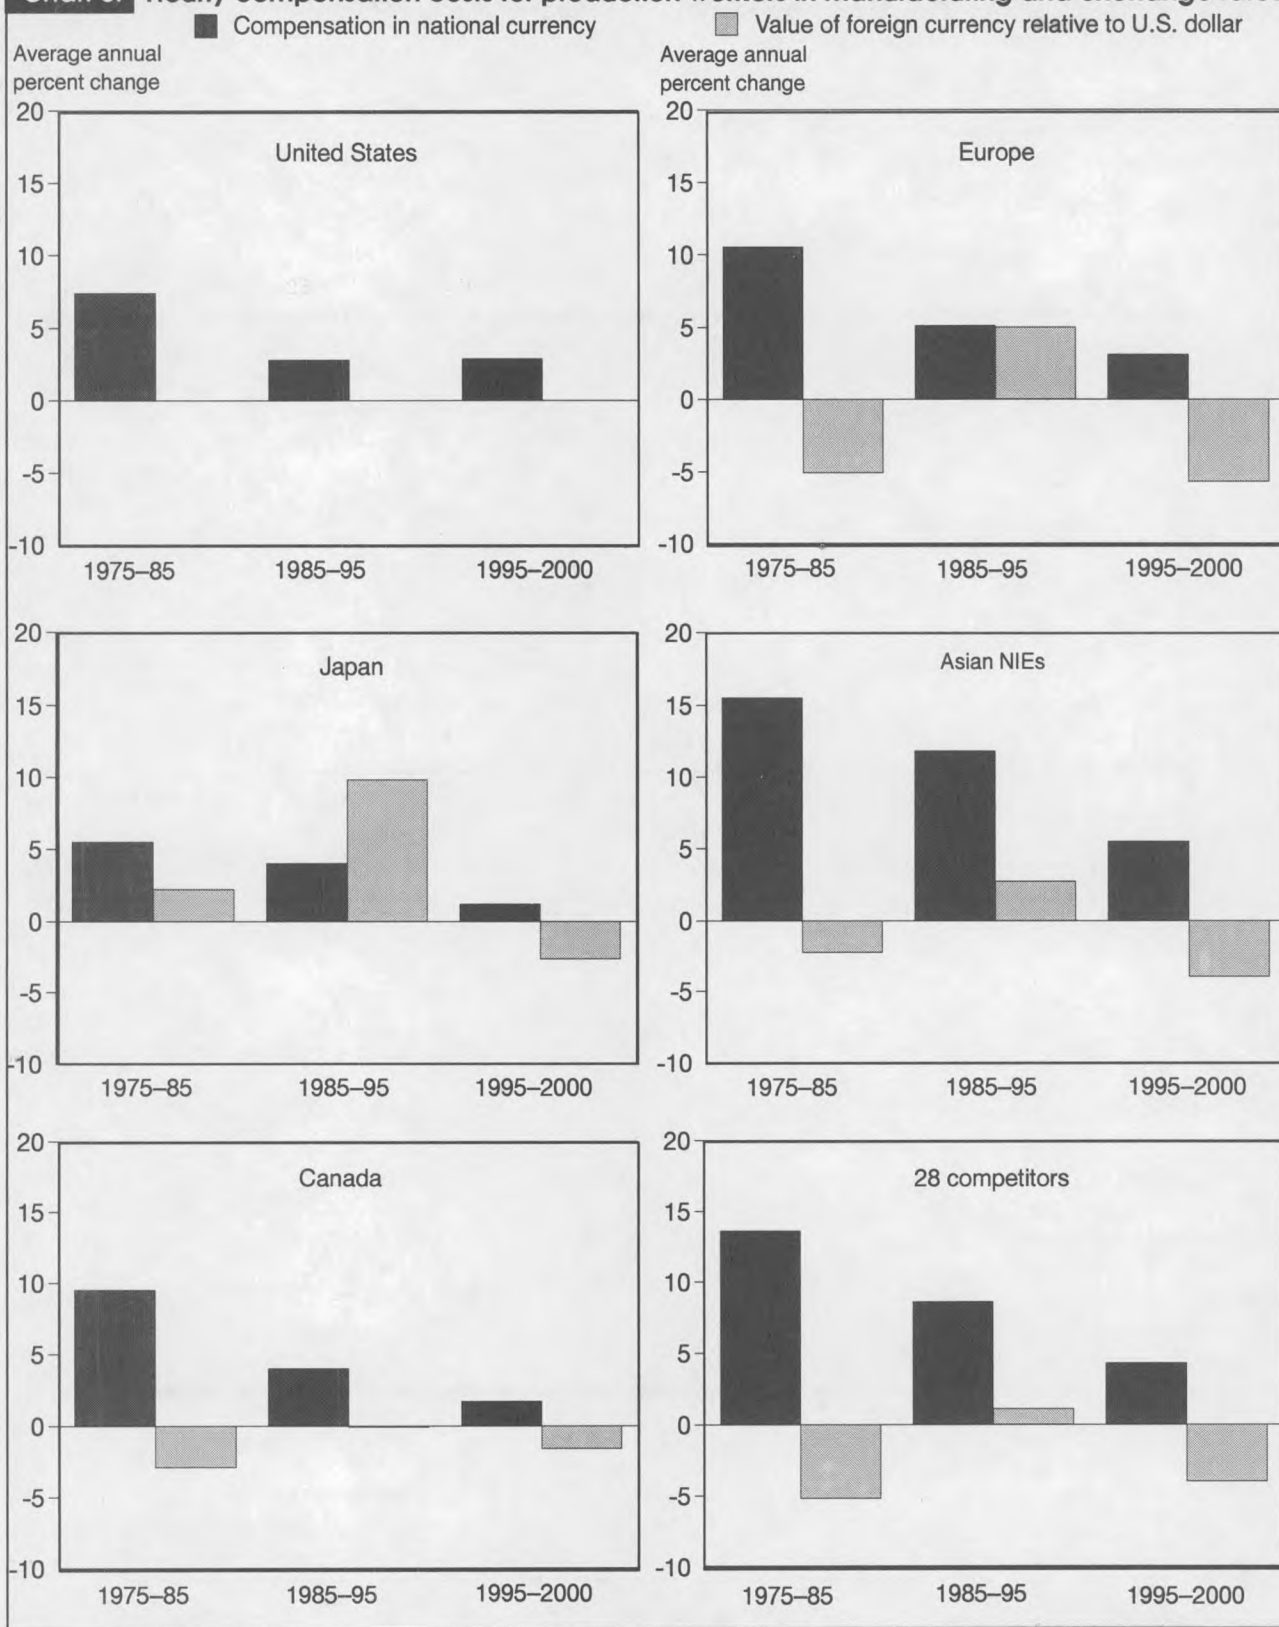 Compensation in national currency
Value of foreign currency relative to U.S. dollar
Average annual
percent change
Average annual
percent change
United States
20
15
10
5
0
-5
-10
1975–85 1985–95 1995–2000
Europe
20
15
10
5
0
-5
-10
1975–85 1985–95 1995–2000
Japan
20
15
10
5
0
-5
-10
1975–85 1985–95 1995–2000
Asian NIEs
20
15
10
5
0
-5
-10
1975–85 1985–95 1995–2000
Canada
20
15
10
5
0
-5
-10
1975–85 1985–95 1995–2000
28 competitors
20
15
10
5
0
-5
-10
1975–85 1985–95 1995–2000